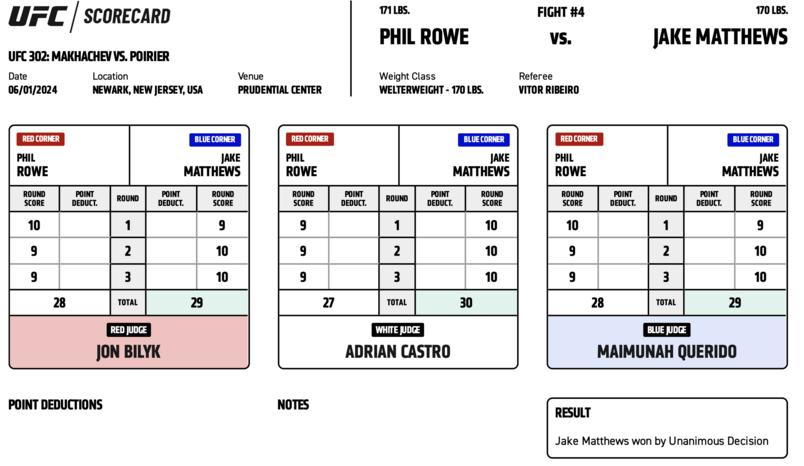 UFC / SCORECARD
UFC 302: MAKHACHEV VS. POIRIER
Date Location Venue
06/01/2024 NEWARK, NEW JERSEY, USA PRUDENTIAL CENTER
171 LBS. FIGHT #4 170 LBS.
PHIL ROWE VS. JAKE MATTHEWS
Weight Class Referee
WELTERWEIGHT - 170 LBS. VITOR RIBEIRO
RED CORNER BLUE CORNER
PHIL JAKE
ROWE MATTHEWS
ROUND POINT ROUND POINT ROUND
SCORE DEDUCT. DEDUCT. SCORE
10 1 9
9 2 10
9 3 10
28 TOTAL 29
RED JUDGE
JON BILYK
RED CORNER BLUE CORNER
PHIL JAKE
ROWE MATTHEWS
ROUND POINT ROUND POINT ROUND
SCORE DEDUCT. DEDUCT. SCORE
9 1 10
9 2 10
9 3 10
27 TOTAL 30
WHITE JUDGE
ADRIAN CASTRO
RED CORNER BLUE CORNER
PHIL JAKE
ROWE MATTHEWS
ROUND POINT ROUND POINT ROUND
SCORE DEDUCT. DEDUCT. SCORE
10 1 9
9 2 10
9 3 10
28 TOTAL 29
BLUE JUDGE
MAIMUNAH QUERIDO
POINT DEDUCTIONS
NOTES
RESULT
Jake Matthews won by Unanimous Decision